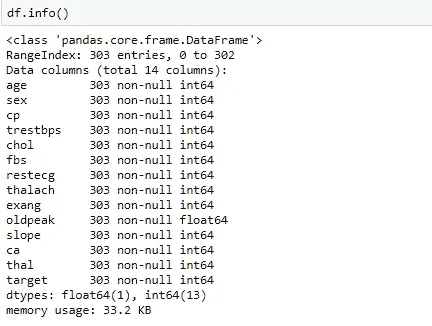 df.info()
<class 'pandas.core.frame.DataFrame'>
RangeIndex: 303 entries, 0 to 302
Data columns (total 14 columns):
age         303 non-null int64
sex         303 non-null int64
cp          303 non-null int64
trestbps    303 non-null int64
chol        303 non-null int64
fbs         303 non-null int64
restecg     303 non-null int64
thalach     303 non-null int64
exang       303 non-null int64
oldpeak     303 non-null float64
slope       303 non-null int64
ca          303 non-null int64
thal        303 non-null int64
target      303 non-null int64
dtypes: float64(1), int64(13)
memory usage: 33.2 KB